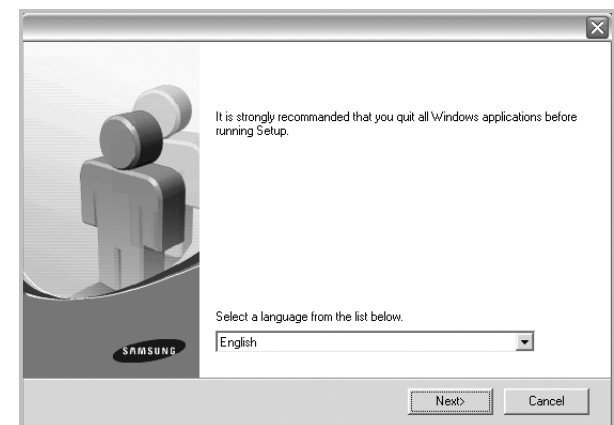 It is strongly recommanded that you quit all Windows applications before
running Setup.
Select a language from the list below.
English
SAMSUNG
Next>
Cancel